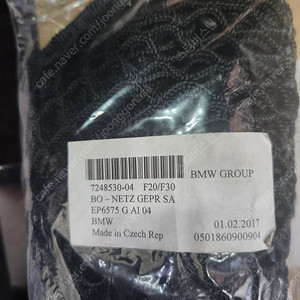 7248530-04 F20/F30
BMW GROUP
BO – NETZ GEPR SA
EP6575 G AI 04
BMW
01.02.2017
Made in Czech Rep
0501860900904